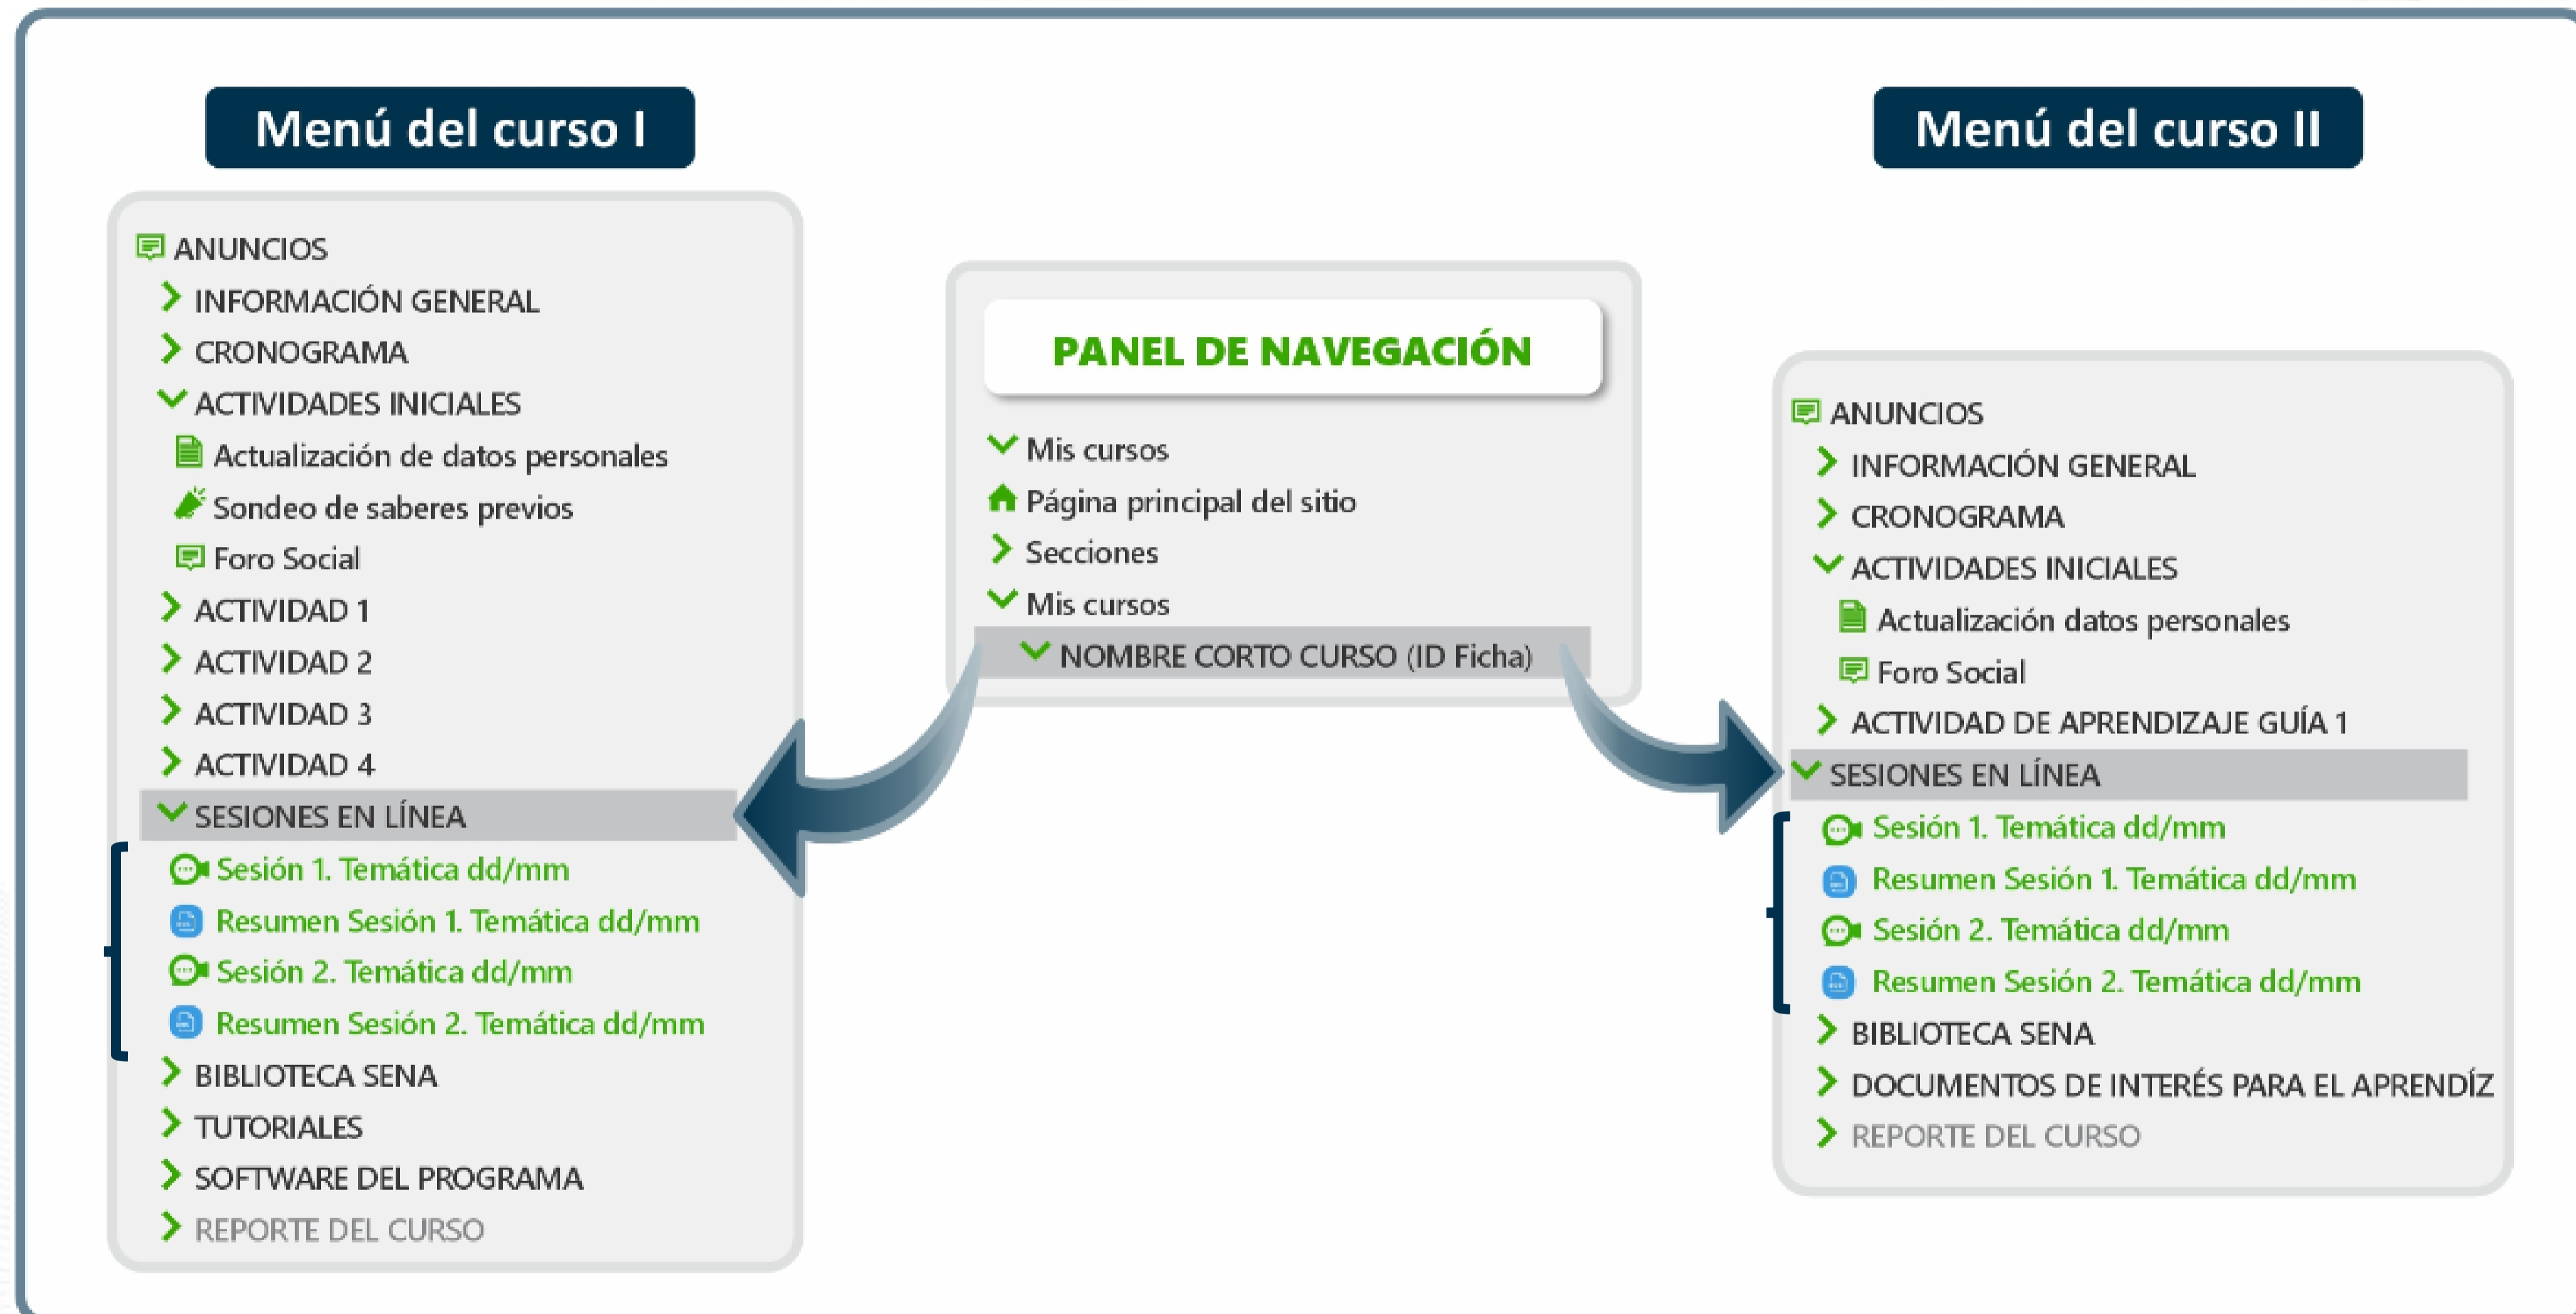 Menú del curso I
ANUNCIOS
INFORMACIÓN GENERAL
CRONOGRAMA
ACTIVIDADES INICIALES
Actualización de datos personales
Sondeo de saberes previos
Foro Social
ACTIVIDAD 1
ACTIVIDAD 2
ACTIVIDAD 3
ACTIVIDAD 4
SESIONES EN LÍNEA
Sesión 1. Temática dd/mm
Resumen Sesión 1. Temática dd/mm
Sesión 2. Temática dd/mm
Resumen Sesión 2. Temática dd/mm
BIBLIOTECA SENA
TUTORIALES
SOFTWARE DEL PROGRAMA
REPORTE DEL CURSO
PANEL DE NAVEGACIÓN
Mis cursos
Página principal del sitio
Secciones
Mis cursos
NOMBRE CORTO CURSO (ID Ficha)
Menú del curso II
ANUNCIOS
INFORMACIÓN GENERAL
CRONOGRAMA
ACTIVIDADES INICIALES
Actualización datos personales
Foro Social
ACTIVIDAD DE APRENDIZAJE GUÍA 1
SESIONES EN LÍNEA
Sesión 1. Temática dd/mm
Resumen Sesión 1. Temática dd/mm
Sesión 2. Temática dd/mm
Resumen Sesión 2. Temática dd/mm
BIBLIOTECA SENA
DOCUMENTOS DE INTERÉS PARA EL APRENDÍZ
REPORTE DEL CURSO